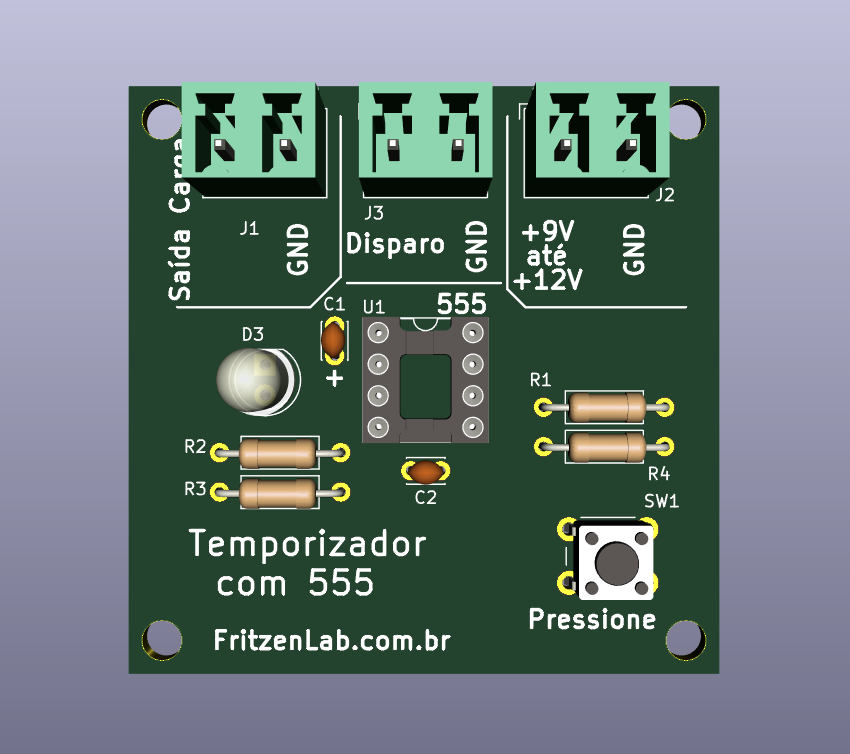 Saída Carga
J1
GND
J3
Disparo
GND
J2
+9V
até
+12V
GND
C1
+
U1
555
D3
R1
R2
R3
R4
C2
SW1
Temporizador
com 555
Pressione
FritzenLab.com.br